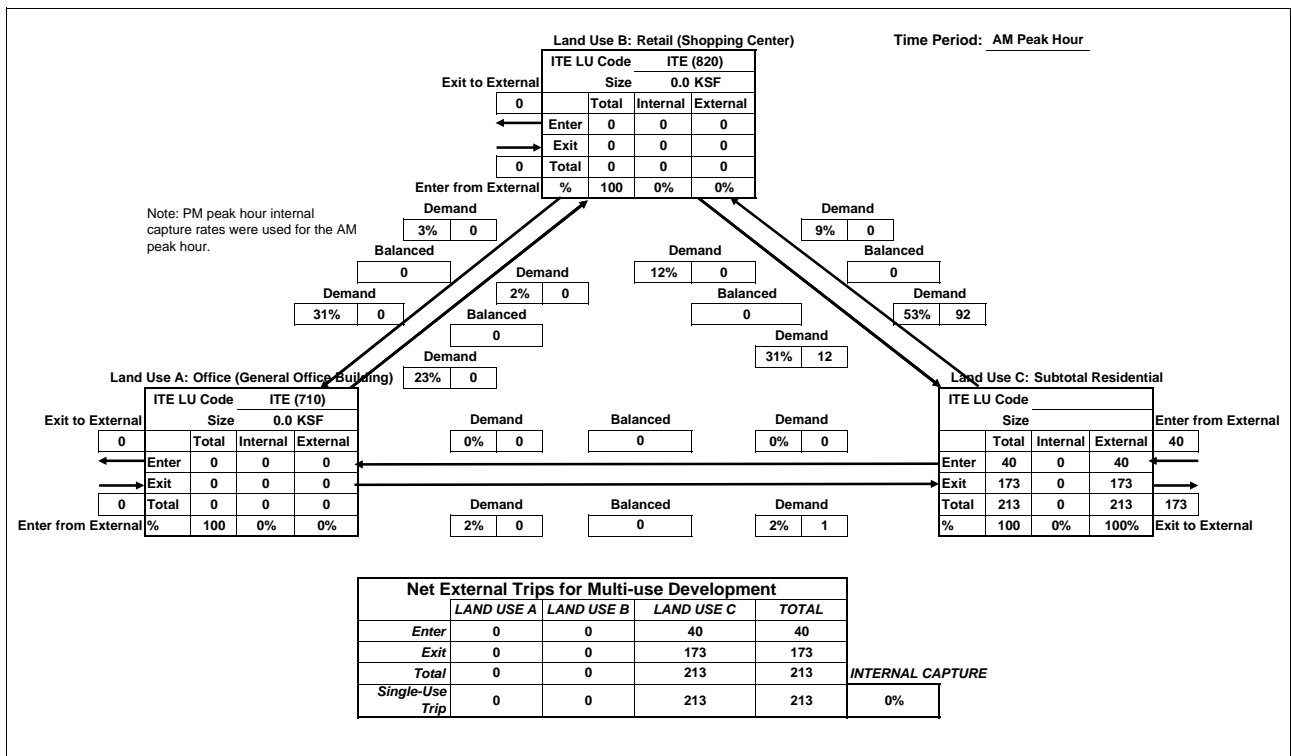 Land Use B: Retail (Shopping Center)
Time Period: AM Peak Hour
ITE LU Code ITE (820)
Exit to External Size 0.0 KSF
0 Total Internal External
Enter 0 0 0
Exit 0 0 0
0 Total 0 0 0
Enter from External % 100 0% 0%
Note: PM peak hour internal
capture rates were used for the AM
peak hour.
Demand
3% 0
Balanced
0
Demand
31% 0
Demand
2% 0
Balanced
0
Demand
23% 0
Demand
12% 0
Balanced
0
Demand
31% 12
Demand
9% 0
Balanced
0
Demand
53% 92
Land Use A: Office (General Office Building)
ITE LU Code ITE (710)
Exit to External Size 0.0 KSF
0 Total Internal External
Enter 0 0 0
Exit 0 0 0
0 Total 0 0 0
Enter from External % 100 0% 0%
Demand Balanced Demand
0% 0 0 0% 0
Demand Balanced Demand
2% 0 0 2% 1
Land Use C: Subtotal Residential
ITE LU Code
Size Enter from External
Total Internal External 40
Enter 40 0 40
Exit 173 0 173
Total 213 0 213 173
% 100 0% 100% Exit to External
Net External Trips for Multi-use Development
LAND USE A LAND USE B LAND USE C TOTAL
Enter 0 0 40 40
Exit 0 0 173 173
Total 0 0 213 213 INTERNAL CAPTURE
Single-Use
Trip 0 0 213 213 0%